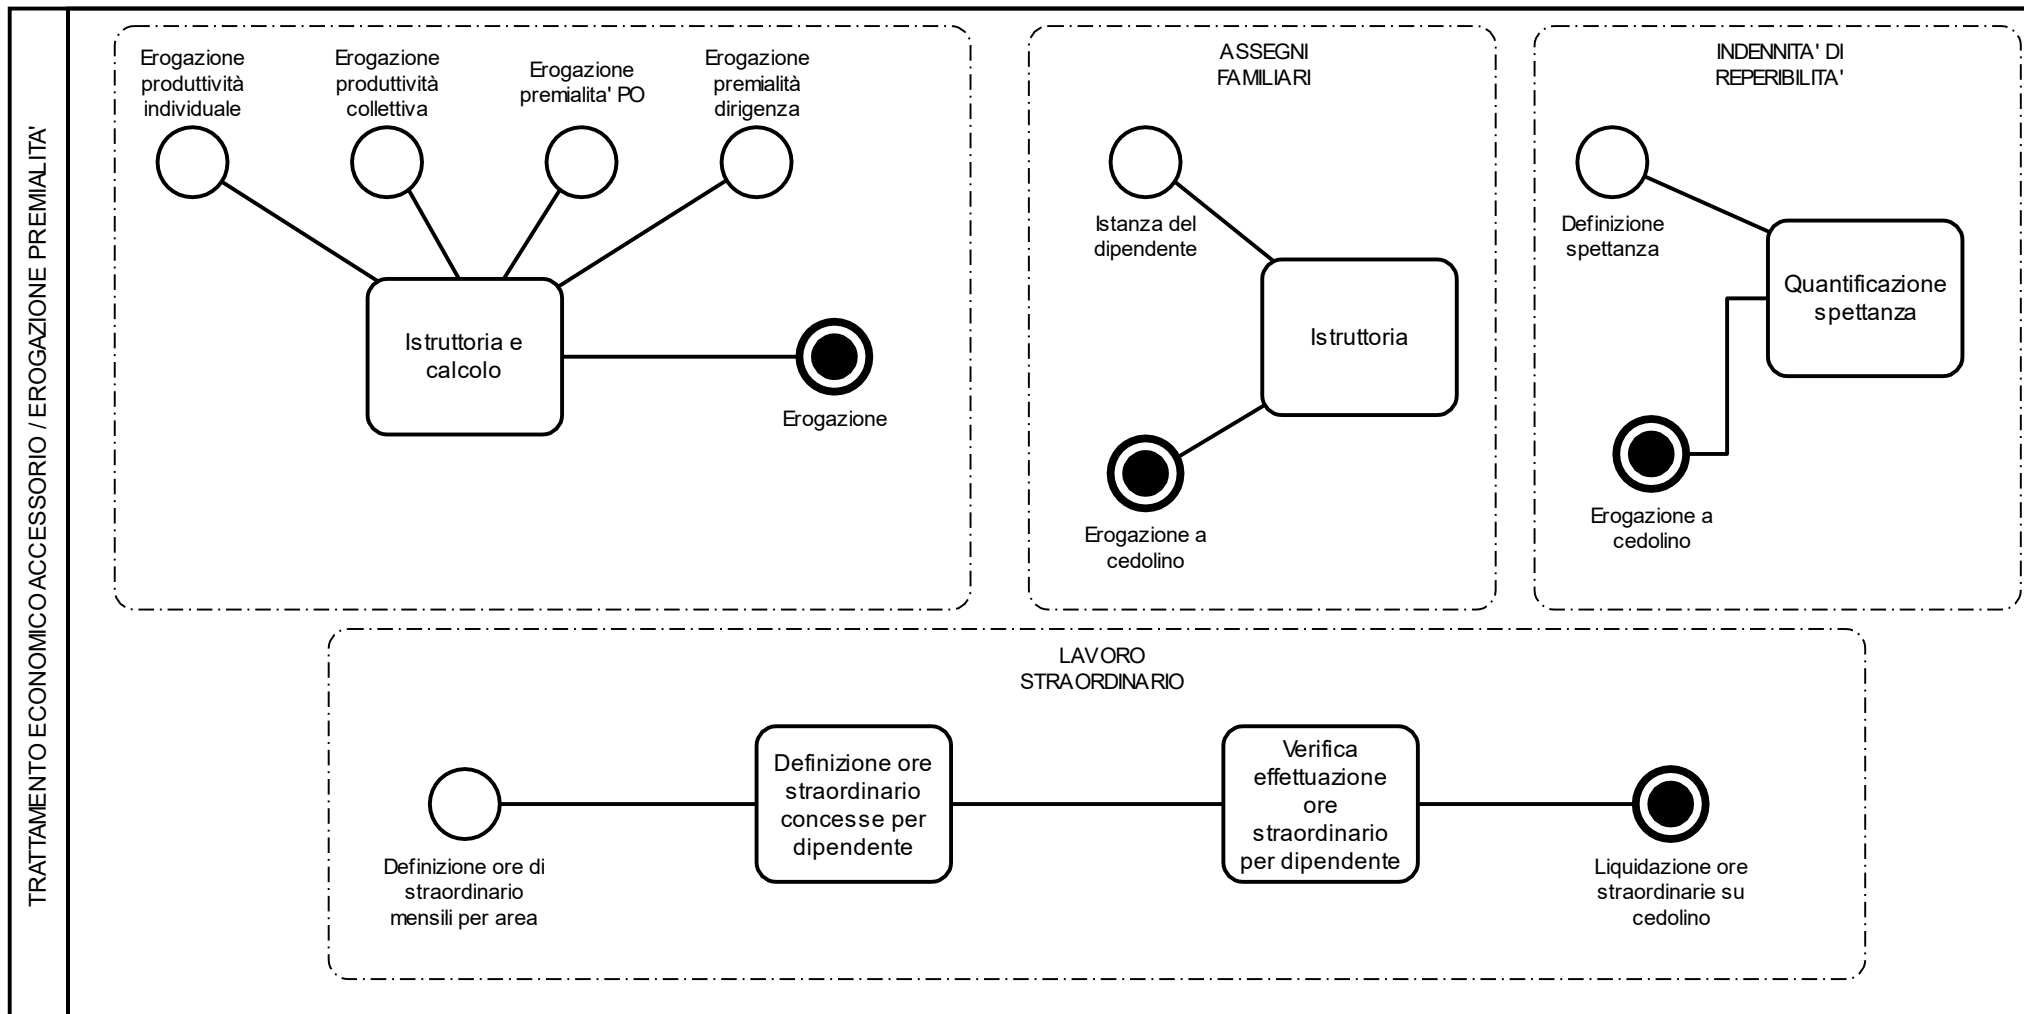 TRATTAMENTO ECONOMICO ACCESSORIO / EROGAZIONE PREMIALITA'
Erogazione
produttività
individuale
Erogazione
produttività
collettiva
Erogazione
premialita' PO
Erogazione
premialità
dirigenza
Istruttoria e
calcolo
Erogazione
ASSEGNI
FAMILIARI
Istanza del
dipendente
Istruttoria
Erogazione a
cedolino
INDENNITA' DI
REPERIBILITA'
Definizione
spettanza
Quantificazione
spettanza
Erogazione a
cedolino
LAVORO
STRAORDINARIO
Definizione ore di
straordinario
mensili per area
Definizione ore
straordinario
concesse per
dipendente
Verifica
effettuazione
ore
straordinario
per dipendente
Liquidazione ore
straordinarie su
cedolino